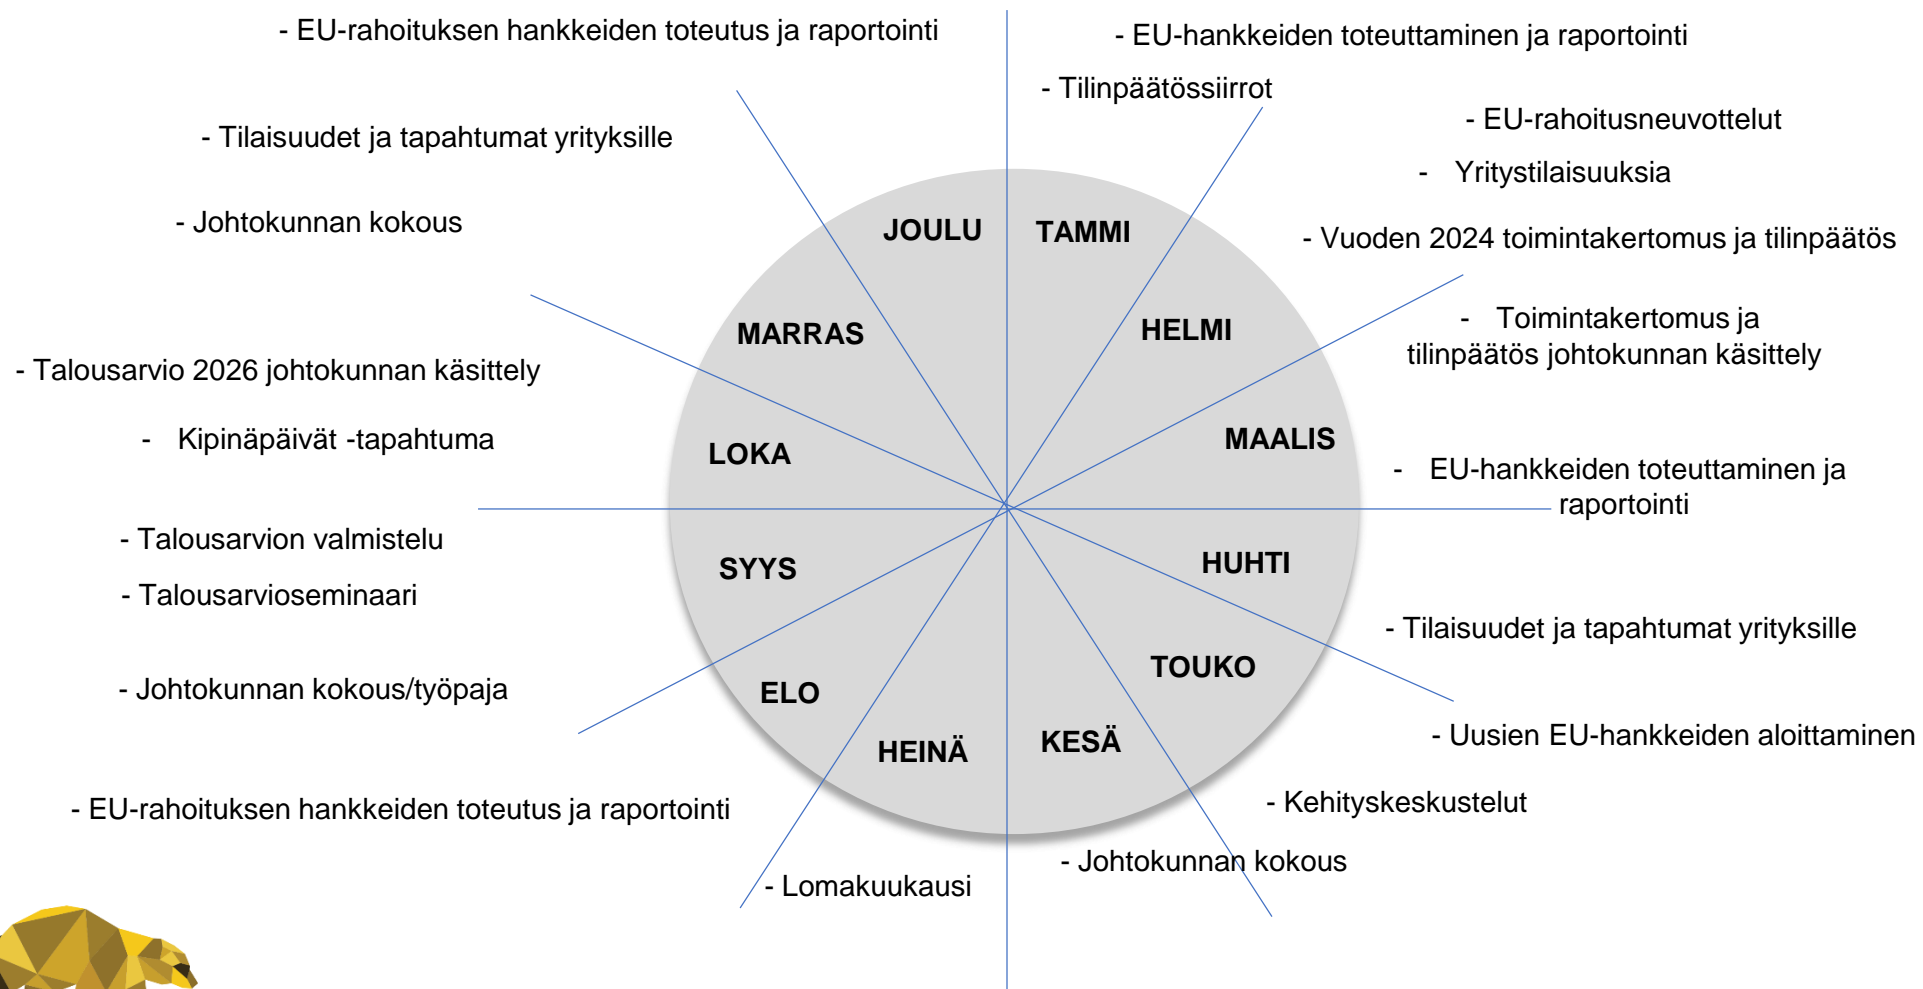 - EU-rahoituksen hankkeiden toteutus ja raportointi
- EU-hankkeiden toteuttaminen ja raportointi
- Tilinpäätössiirrot
- EU-rahoitusneuvottelut
- Yritystilaisuuksia
- Vuoden 2024 toimintakertomus ja tilinpäätös
- Toimintakertomus ja
tilinpäätös johtokunnan käsittely
- EU-hankkeiden toteuttaminen ja
raportointi
- Tilaisuudet ja tapahtumat yrityksille
- Uusien EU-hankkeiden aloittaminen
- Kehityskeskustelut
- Johtokunnan kokous
- Lomakuukausi
- EU-rahoituksen hankkeiden toteutus ja raportointi
- Johtokunnan kokous/työpaja
- Talousarvioseminaari
- Talousarvion valmistelu
- Kipinäpäivät -tapahtuma
- Talousarvio 2026 johtokunnan käsittely
- Johtokunnan kokous
- Tilaisuudet ja tapahtumat yrityksille
TAMMI
HELMI
MAALIS
HUHTI
TOUKO
KESÄ
HEINÄ
ELO
SYYS
LOKA
MARRAS
JOULU